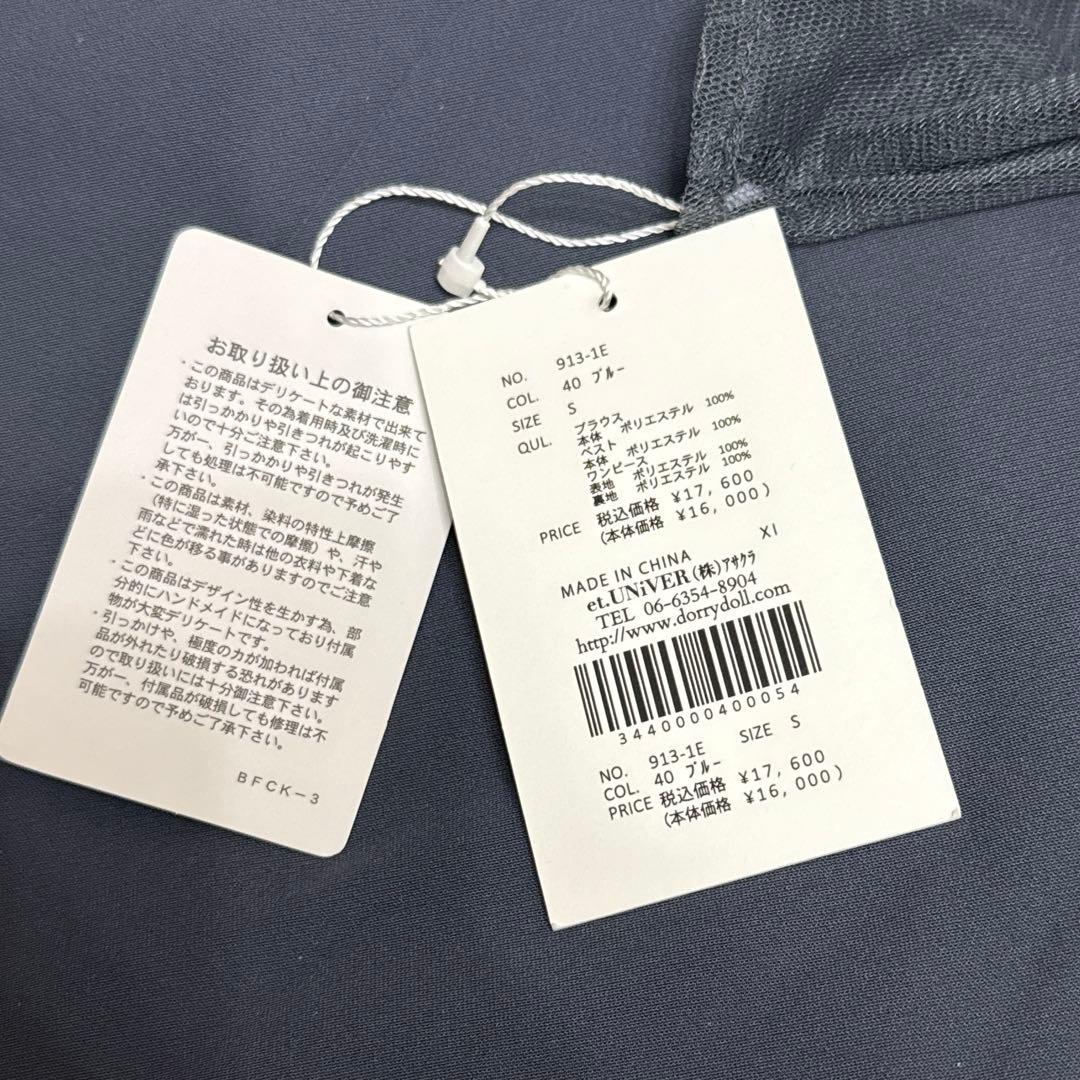 お取り扱い上の御注意
・この商品はデリケートな素材で出来て
おります。その為着用時及び洗濯時に
は引っかかりや引きつれが起こりやす
いので十分ご注意下さい。
万が一、引っかかりや引きつれが発生
しても処理は不可能ですので予めご了
承下さい。
・この商品は素材、染料の特性上摩擦
(特に湿った状態での摩擦)や、汗や
雨などで濡れた時は他の衣料や下着な
どに色が移る事がありますのでご注意
下さい。
・この商品はデザイン性を生かす為、部
分的にハンドメイドになっており付属
物が大変デリケートです。
・引っかけや、極度の力が加われば付属
品が外れたり破損する恐れがあります
ので取り扱いには十分御注意下さい。
万が一、付属品が破損しても修理は不
可能ですので予めご了承下さい。
BFCK-3
NO. 913-1E
COL. 40 ブルー
SIZE S
QUL. ブラウス
本体 ポリエステル 100%
ベスト
本体 ポリエステル 100%
ワンピース
表地 ポリエステル 100%
裏地 ポリエステル 100%
PRICE 税込価格 ¥17,600
(本体価格 ¥16,000)
XI
MADE IN CHINA
et.UNiVER(株)アサクラ
TEL 06-6354-8904
http://www.dorrydoll.com
3440000400054
NO. 913-1E SIZE S
COL. 40 ブルー
PRICE 税込価格 ¥17,600
(本体価格 ¥16,000)